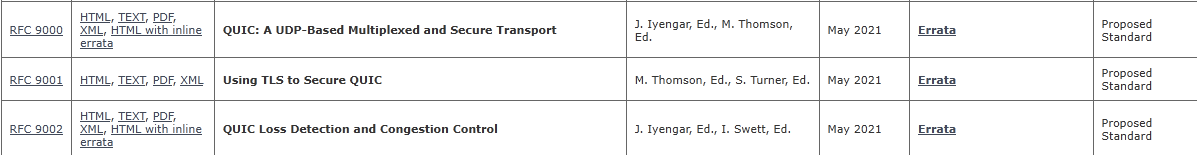 RFC 9000
HTML, TEXT, PDF,
XML, HTML with inline
errata
QUIC: A UDP-Based Multiplexed and Secure Transport
J. Iyengar, Ed., M. Thomson,
Ed.
May 2021
Errata
Proposed
Standard
RFC 9001
HTML, TEXT, PDF, XML
Using TLS to Secure QUIC
M. Thomson, Ed., S. Turner, Ed.
May 2021
Errata
Proposed
Standard
RFC 9002
HTML, TEXT, PDF,
XML, HTML with inline
errata
QUIC Loss Detection and Congestion Control
J. Iyengar, Ed., I. Swett, Ed.
May 2021
Errata
Proposed
Standard